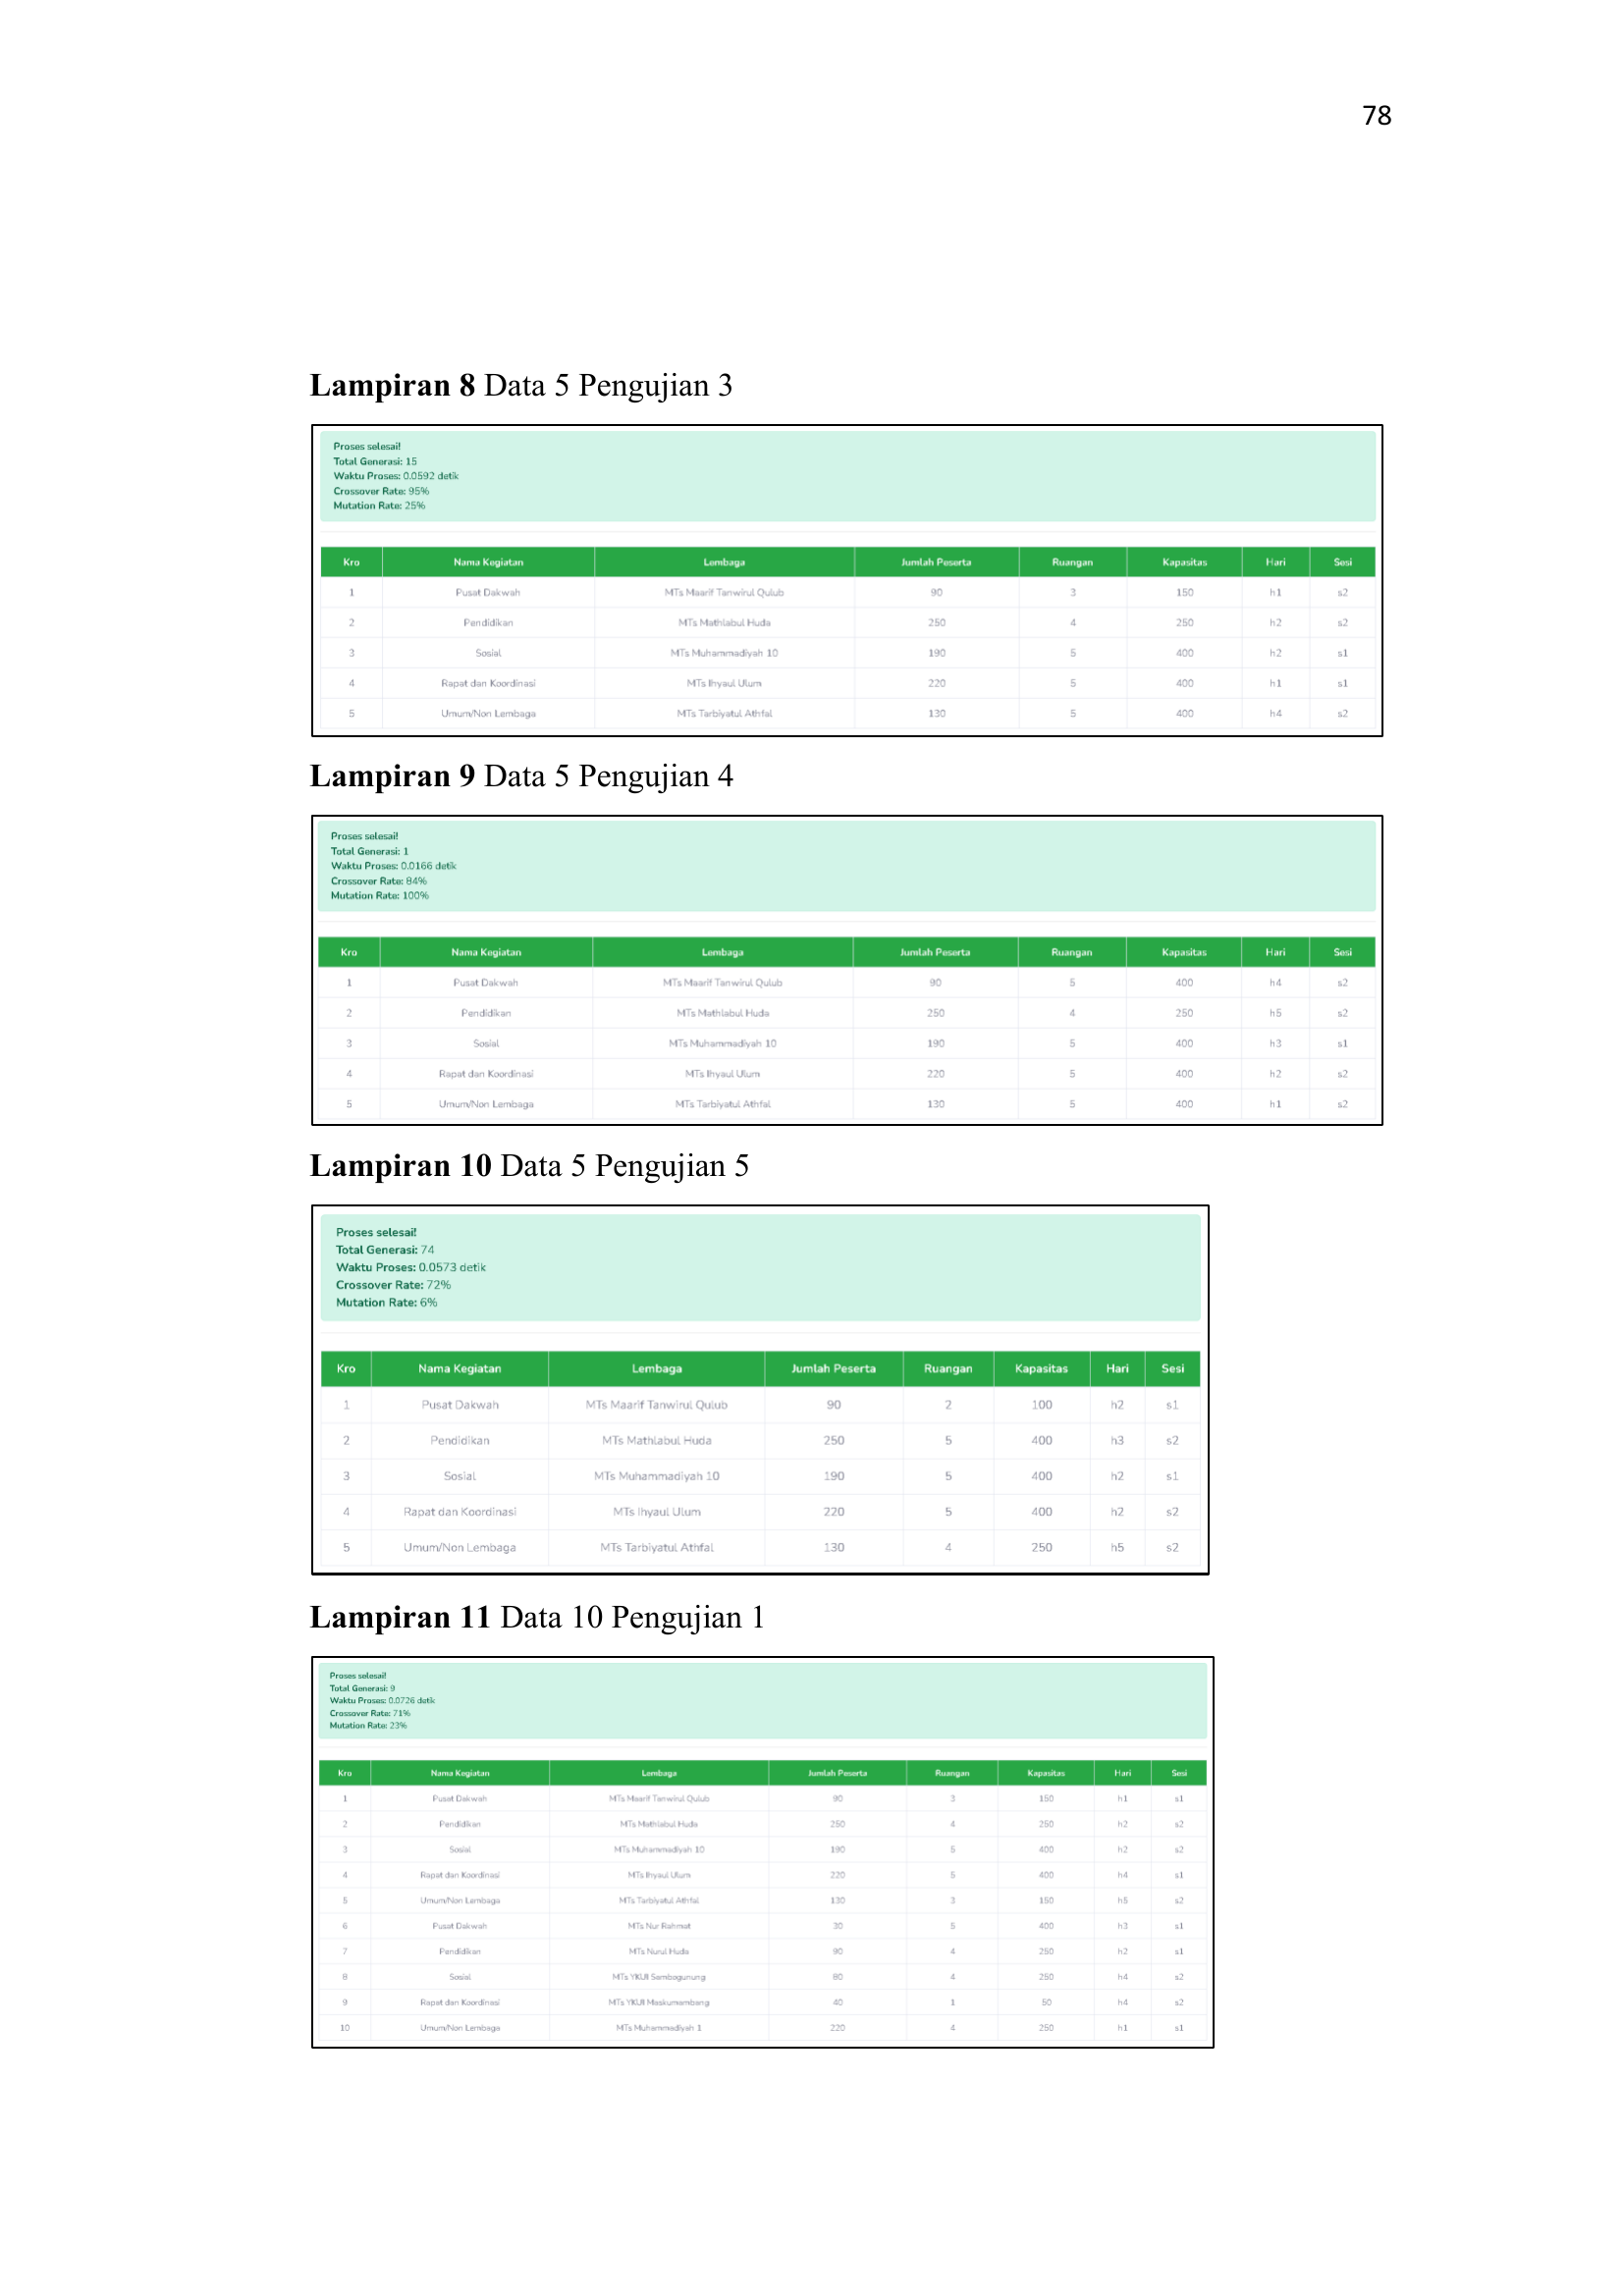 78
Lampiran 8 Data 5 Pengujian 3
Proses selesai!
Total Generasi: 15
Waktu Proses: 0.0592 detik
Crossover Rate: 95%
Mutation Rate: 25%
Kro Nama Kegiatan Lembaga Jumlah Peserta Ruangan Kapasitas Hari Sesi
1 Pusat Dakwah MTs Maarif Tanwirul Qulub 90 3 150 h1 s2
2 Pendidikan MTs Mathlabul Huda 250 4 250 h2 s2
3 Sosial MTs Muhammadiyah 10 190 5 400 h2 s1
4 Rapat dan Koordinasi MTs Ihyaul Ulum 220 5 400 h1 s1
5 Umum/Non Lembaga MTs Tarbiyatul Athfal 130 5 400 h4 s2
Lampiran 9 Data 5 Pengujian 4
Proses selesai!
Total Generasi: 1
Waktu Proses: 0.0166 detik
Crossover Rate: 84%
Mutation Rate: 100%
Kro Nama Kegiatan Lembaga Jumlah Peserta Ruangan Kapasitas Hari Sesi
1 Pusat Dakwah MTs Maarif Tanwirul Qulub 90 5 400 h4 s2
2 Pendidikan MTs Mathlabul Huda 250 4 250 h5 s2
3 Sosial MTs Muhammadiyah 10 190 5 400 h3 s1
4 Rapat dan Koordinasi MTs Ihyaul Ulum 220 5 400 h2 s2
5 Umum/Non Lembaga MTs Tarbiyatul Athfal 130 5 400 h1 s2
Lampiran 10 Data 5 Pengujian 5
Proses selesai!
Total Generasi: 74
Waktu Proses: 0.0573 detik
Crossover Rate: 72%
Mutation Rate: 6%
Kro Nama Kegiatan Lembaga Jumlah Peserta Ruangan Kapasitas Hari Sesi
1 Pusat Dakwah MTs Maarif Tanwirul Qulub 90 2 100 h2 s1
2 Pendidikan MTs Mathlabul Huda 250 5 400 h3 s2
3 Sosial MTs Muhammadiyah 10 190 5 400 h2 s1
4 Rapat dan Koordinasi MTs Ihyaul Ulum 220 5 400 h2 s2
5 Umum/Non Lembaga MTs Tarbiyatul Athfal 130 4 250 h5 s2
Lampiran 11 Data 10 Pengujian 1
Proses selesai!
Total Generasi: 9
Waktu Proses: 0.0726 detik
Crossover Rate: 71%
Mutation Rate: 23%
Kro Nama Kegiatan Lembaga Jumlah Peserta Ruangan Kapasitas Hari Sesi
1 Pusat Dakwah MTs Maarif Tanwirul Qulub 90 3 150 h1 s1
2 Pendidikan MTs Mathlabul Huda 250 4 250 h2 s2
3 Sosial MTs Muhammadiyah 10 190 5 400 h2 s2
4 Rapat dan Koordinasi MTs Ihyaul Ulum 220 5 400 h4 s1
5 Umum/Non Lembaga MTs Tarbiyatul Athfal 130 3 150 h5 s2
6 Pusat Dakwah MTs Nur Rahmat 30 5 400 h3 s1
7 Pendidikan MTs Nurul Huda 90 4 250 h2 s1
8 Sosial MTs YKUI Sembagunung 80 4 250 h4 s2
9 Rapat dan Koordinasi MTs YKUI Maskumambang 40 1 50 h4 s2
10 Umum/Non Lembaga MTs Muhammadiyah 1 220 4 250 h1 s1